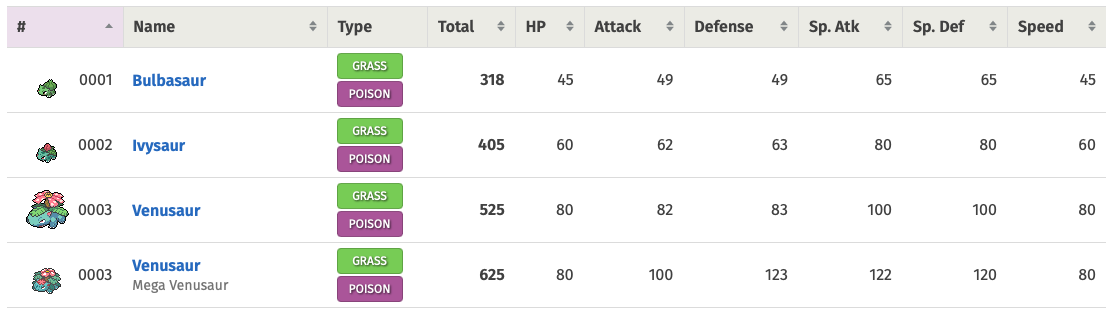 # Name Type Total HP Attack Defense Sp. Atk Sp. Def Speed
0001 Bulbasaur GRASS POISON 318 45 49 49 65 65 45
0002 Ivysaur GRASS POISON 405 60 62 63 80 80 60
0003 Venusaur GRASS POISON 525 80 82 83 100 100 80
0003 Venusaur Mega Venusaur GRASS POISON 625 80 100 123 122 120 80